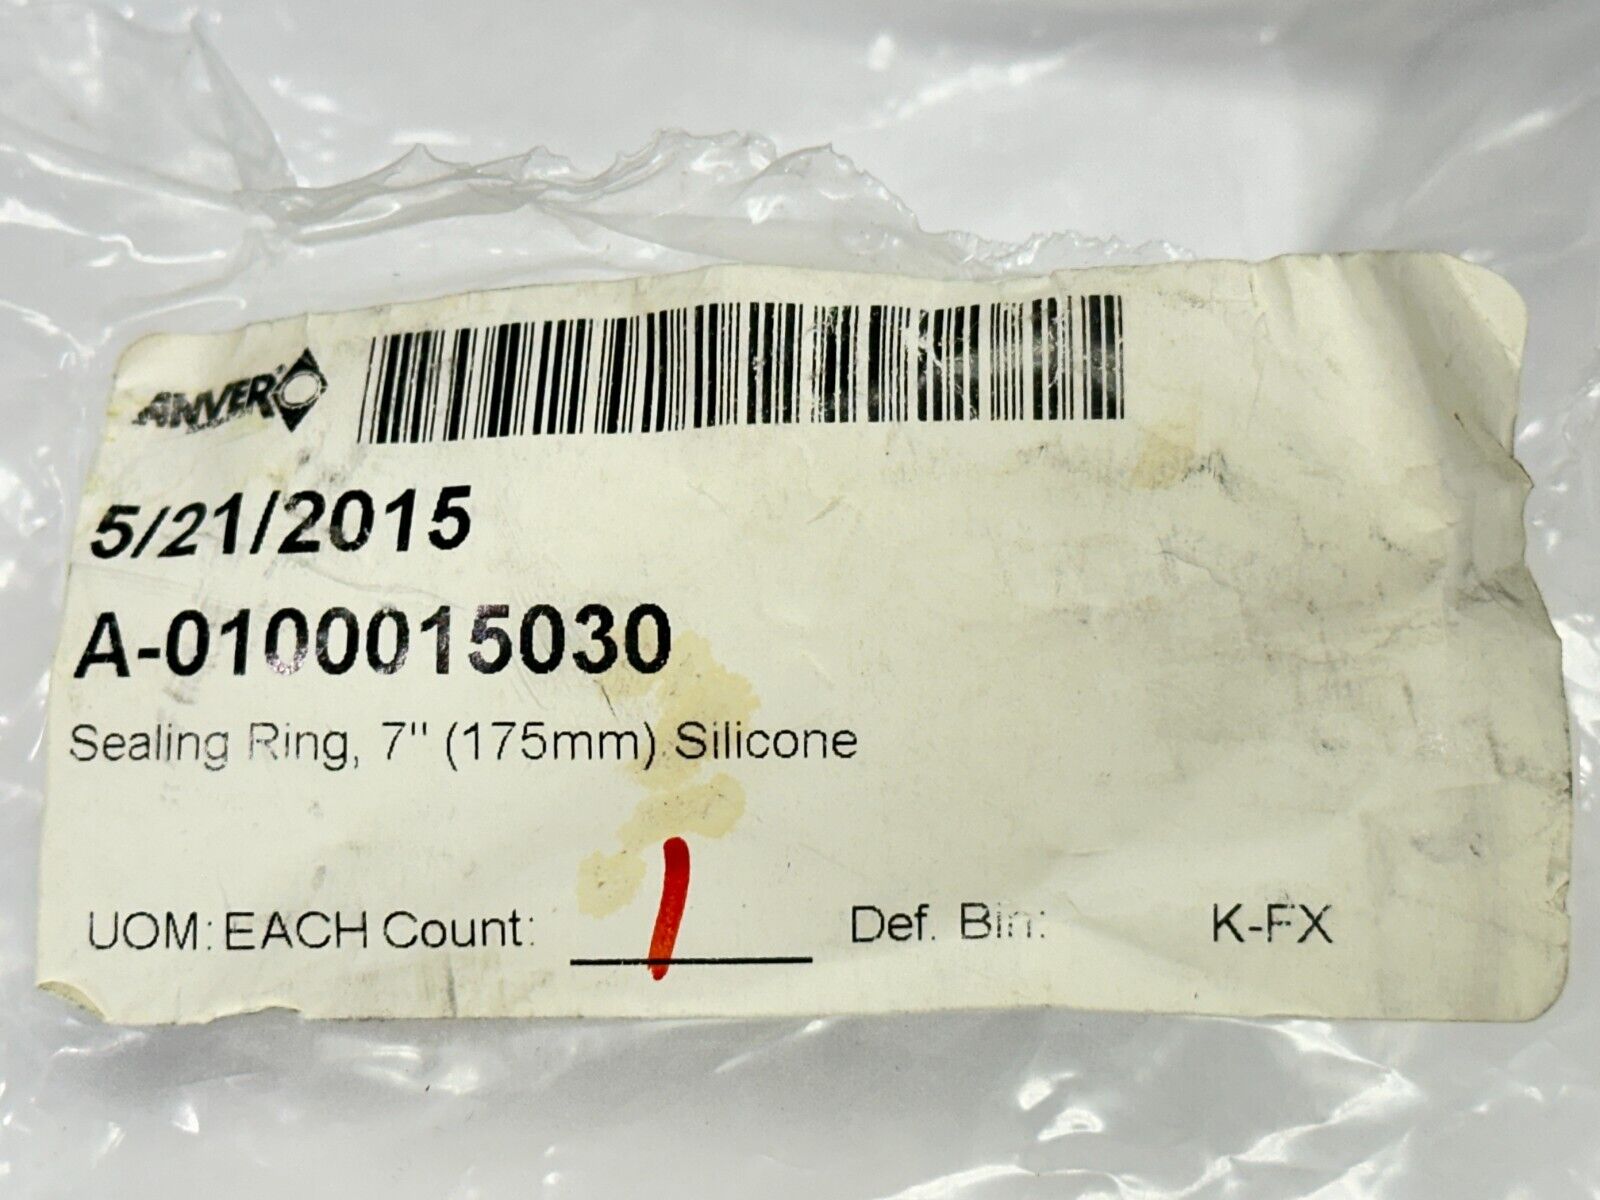 ANVER
5/21/2015
A-0100015030
Sealing Ring, 7" (175mm) Silicone
UOM: EACH Count: 1 Def. Bin: K-FX